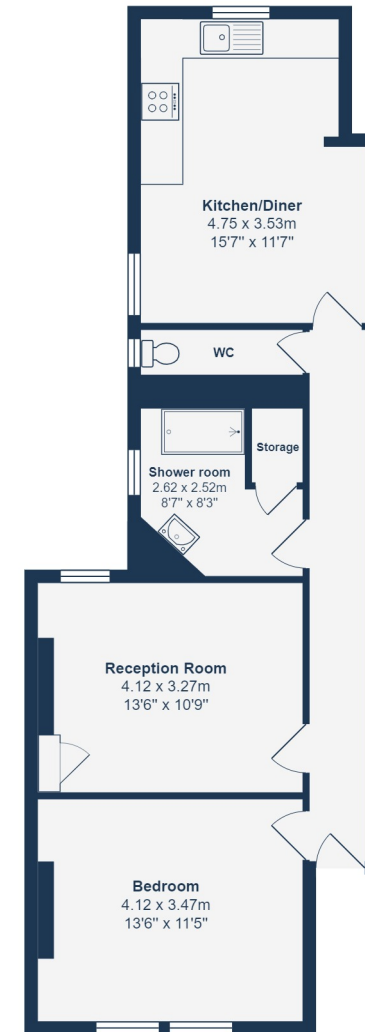 Kitchen/Diner
4.75 x 3.53m
15'7" x 11'7"
WC
Storage
Shower room
2.62 x 2.52m
8'7" x 8'3"
Reception Room
4.12 x 3.27m
13'6" x 10'9"
Bedroom
4.12 x 3.47m
13'6" x 11'5"